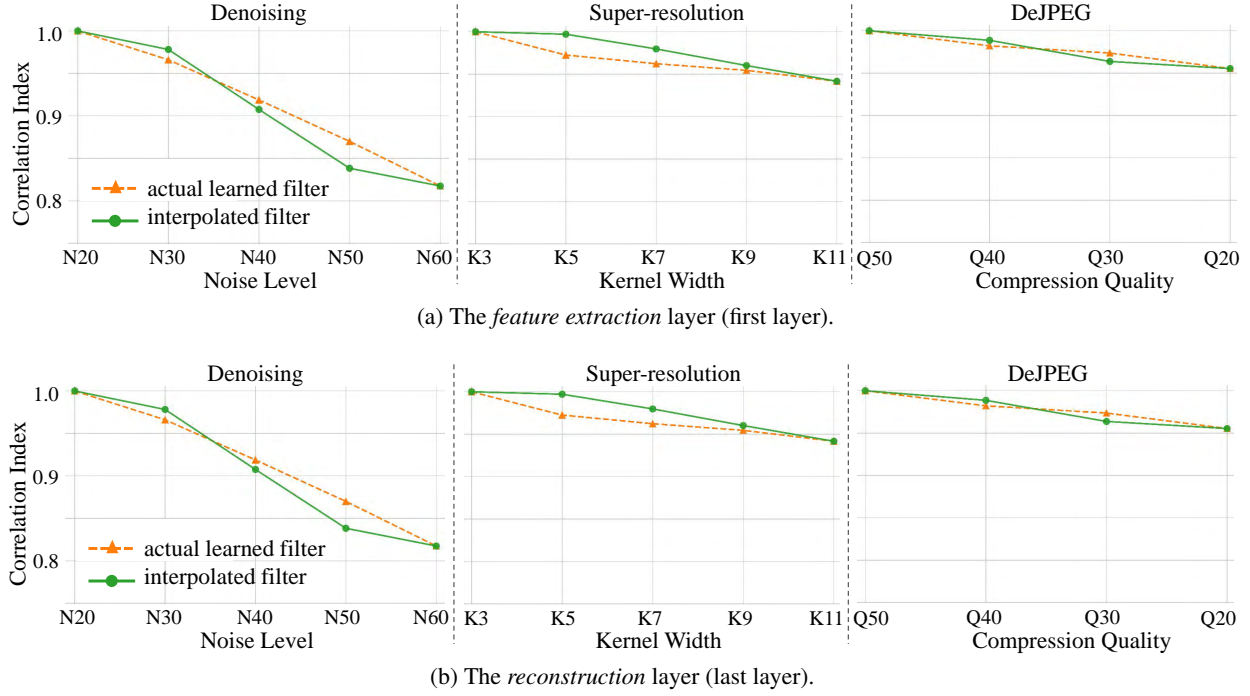 Denoising Super-resolution DeJPEG
Correlation Index
1.0
0.9
0.8
actual learned filter
interpolated filter
N20 N30 N40 N50 N60 K3 K5 K7 K9 K11 Q50 Q40 Q30 Q20
Noise Level Kernel Width Compression Quality
(a) The feature extraction layer (first layer).
Denoising Super-resolution DeJPEG
Correlation Index
1.0
0.9
0.8
actual learned filter
interpolated filter
N20 N30 N40 N50 N60 K3 K5 K7 K9 K11 Q50 Q40 Q30 Q20
Noise Level Kernel Width Compression Quality
(b) The reconstruction layer (last layer).